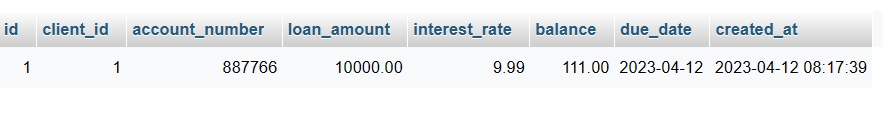 id client_id account_number loan_amount interest_rate balance due_date created_at
1 1 887766 10000.00 9.99 111.00 2023-04-12 2023-04-12 08:17:39